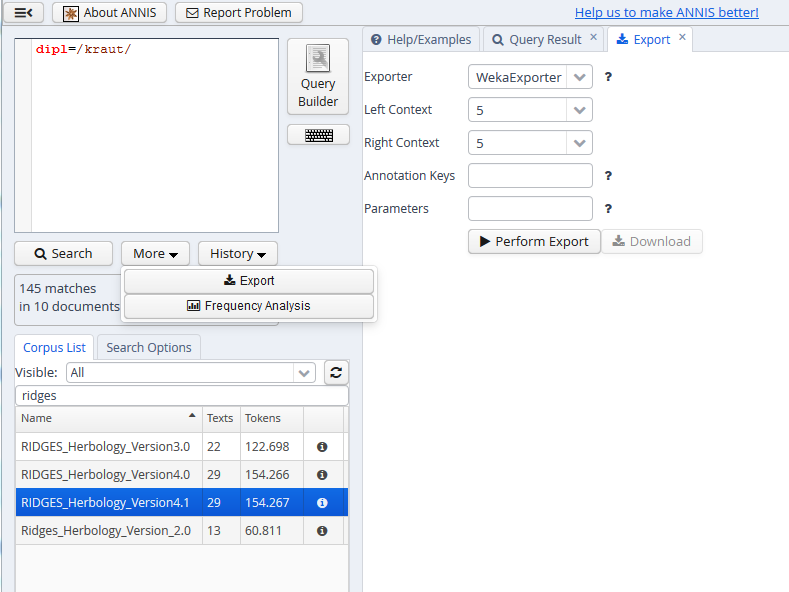 About ANNIS
Report Problem
Help us to make ANNIS better!
dipl=/kraut/
Query
Builder
Search
More
History
Export
Frequency Analysis
145 matches
in 10 documents
Corpus List
Search Options
Visible:
All
ridges
Name Texts Tokens
RIDGES_Herbology_Version3.0 22 122.698
RIDGES_Herbology_Version4.0 29 154.266
RIDGES_Herbology_Version4.1 29 154.267
Ridges_Herbology_Version_2.0 13 60.811
Help/Examples
Query Result
Export
Exporter WekaExporter ?
Left Context 5
Right Context 5
Annotation Keys ?
Parameters ?
Perform Export
Download